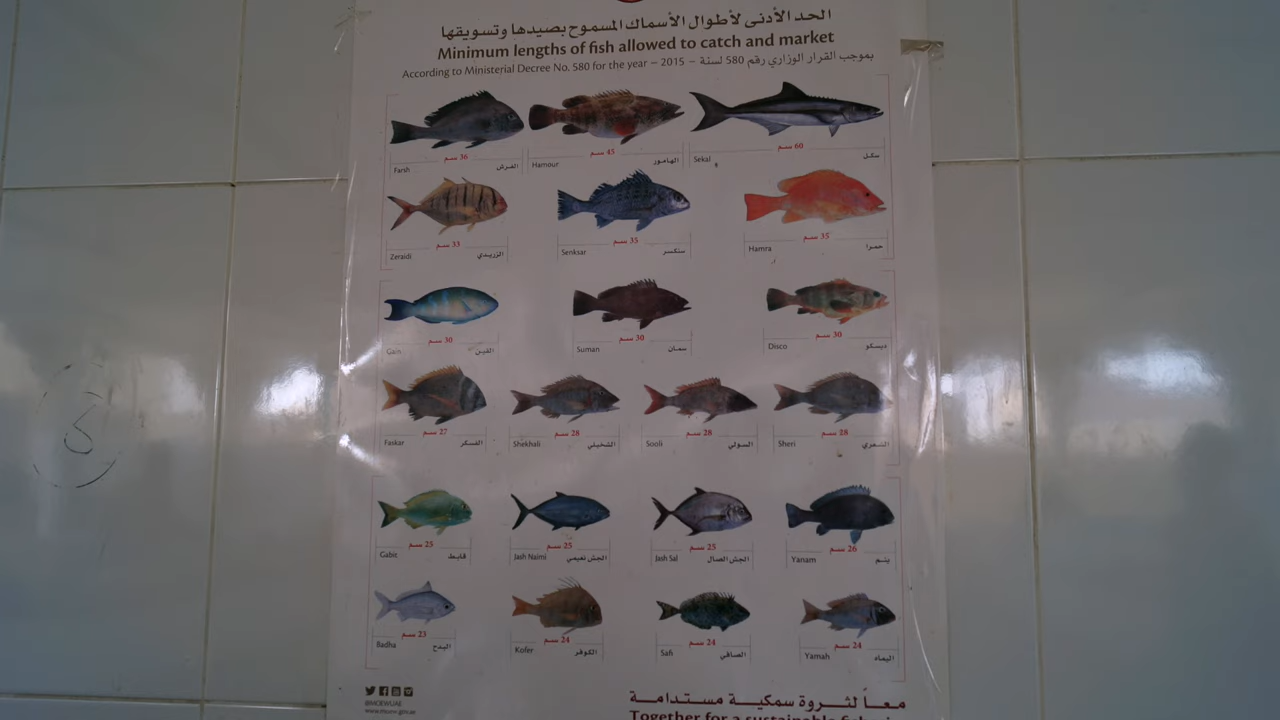 الحد الأدنى لأطوال الأسماك المسموح بصيدها وتسويقها
Minimum lengths of fish allowed to catch and market
According to Ministerial Decree No. 580 for the year – 2015 – بموجب القرار الوزاري رقم 580 لسنة
36 سم
45 سم
60 سم
Farsh الفرش
Hamour الهامور
Sekal سكل
33 سم
35 سم
35 سم
Zeraidi الزريدي
Senksar سنكسر
Hamra حمرا
30 سم
30 سم
30 سم
Gain القين
Suman سمان
Disco ديسكو
27 سم
28 سم
28 سم
28 سم
Faskar الفسكر
Shekhali الشخيلي
Sooli السولي
Sheri الشعري
25 سم
25 سم
25 سم
26 سم
Gabit قابط
Jash Naimi الجش نعيمي
Jash Sal الجش الصال
Yanam ينم
23 سم
24 سم
24 سم
24 سم
Badha البدح
Kofer الكوفر
Safi الصافي
Yamah اليماه
@MOEWUAE
معاً لثروة سمكية مستدامة
Together for a sustainable